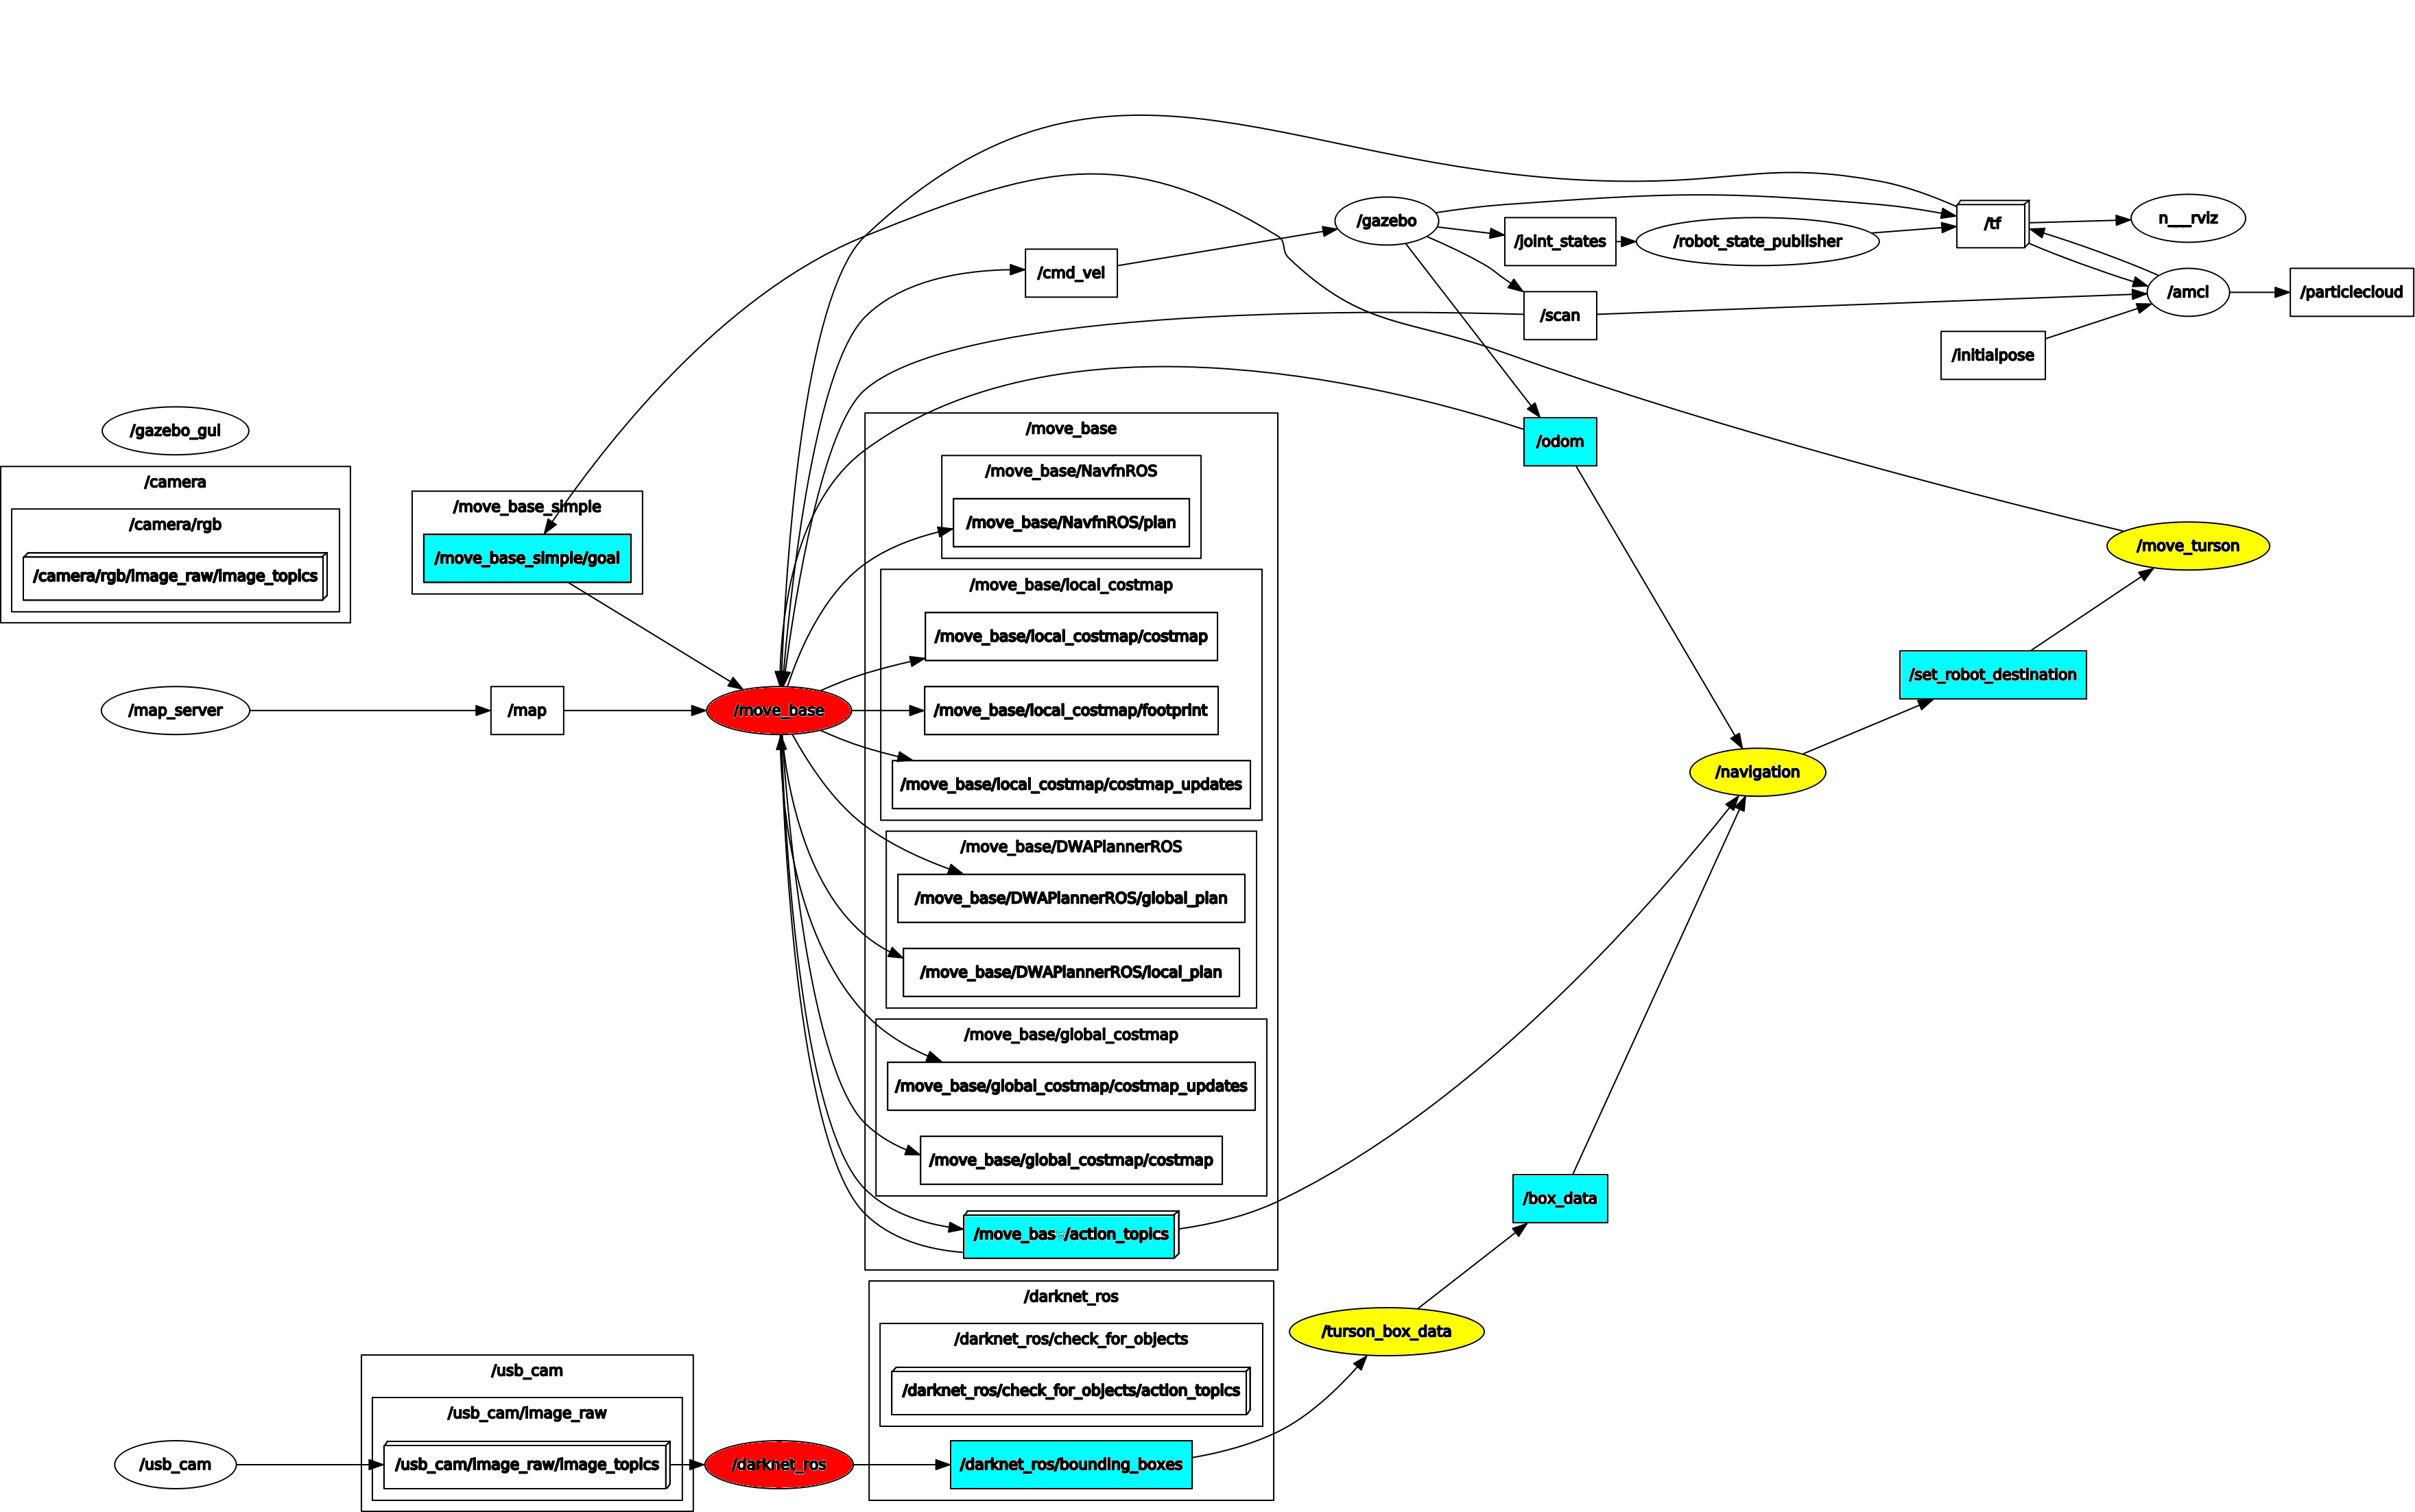 /gazebo
/joint_states
/robot_state_publisher
/tf
n___rviz
/cmd_vel
/scan
/amcl
/particlecloud
/initialpose
/gazebo_gui
/camera
/camera/rgb
/camera/rgb/image_raw/image_topics
/move_base_simple
/move_base_simple/goal
/map_server
/map
/move_base
/move_base
/move_base/NavfnROS
/move_base/NavfnROS/plan
/move_base/local_costmap
/move_base/local_costmap/costmap
/move_base/local_costmap/footprint
/move_base/local_costmap/costmap_updates
/move_base/DWAPlannerROS
/move_base/DWAPlannerROS/global_plan
/move_base/DWAPlannerROS/local_plan
/move_base/global_costmap
/move_base/global_costmap/costmap_updates
/move_base/global_costmap/costmap
/move_base/action_topics
/odom
/move_turson
/set_robot_destination
/navigation
/box_data
/turson_box_data
/darknet_ros
/darknet_ros/check_for_objects
/darknet_ros/check_for_objects/action_topics
/darknet_ros/bounding_boxes
/usb_cam
/usb_cam/image_raw
/usb_cam/image_raw/image_topics
/usb_cam
/darknet_ros